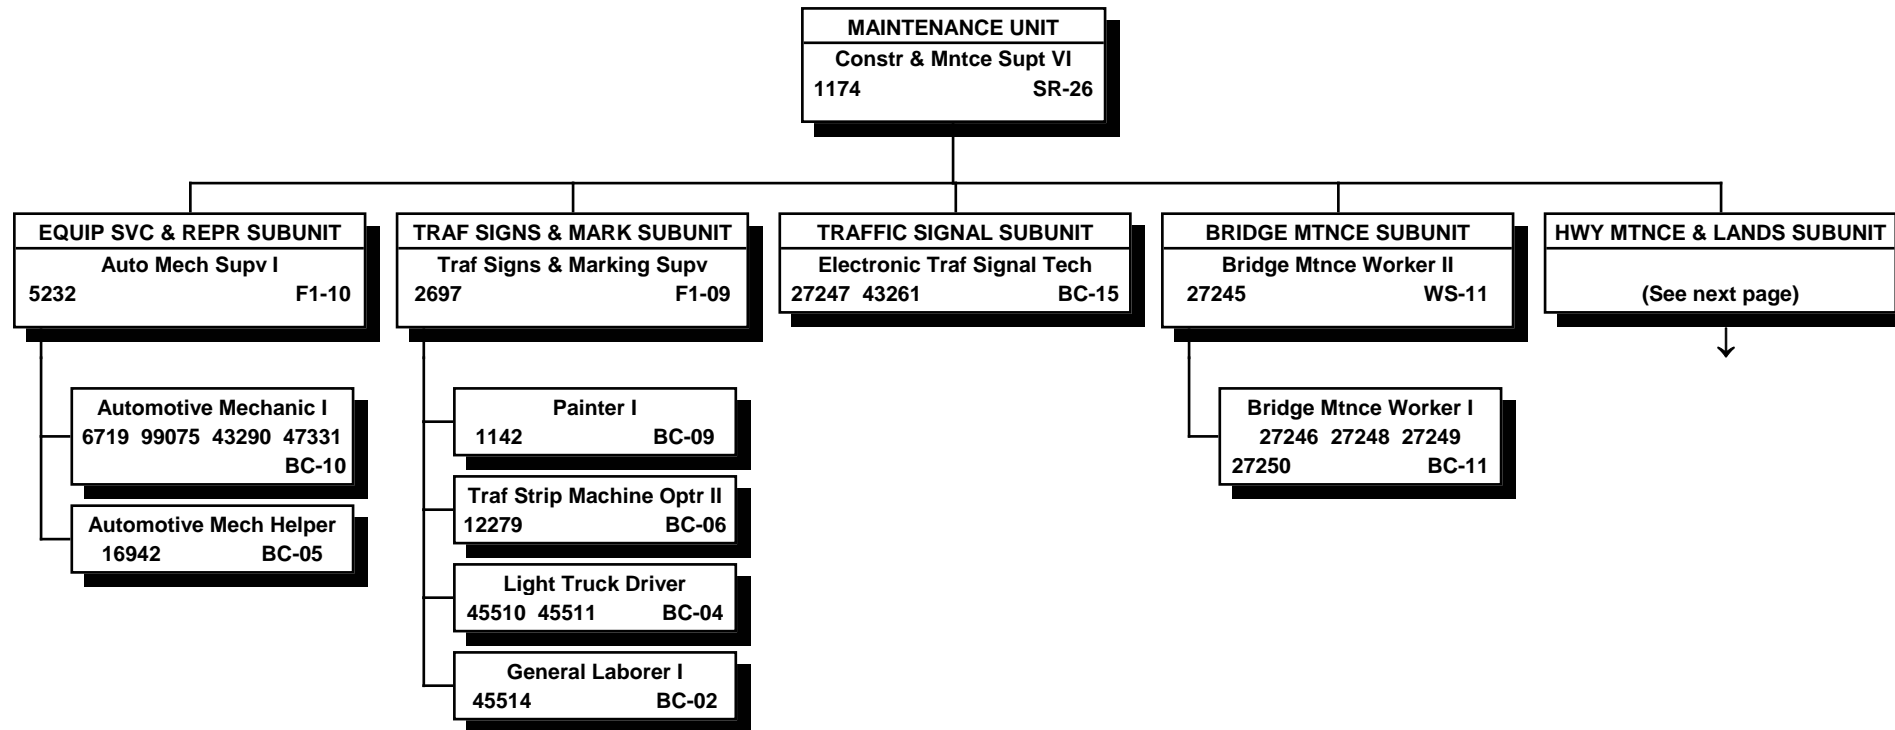 MAINTENANCE UNIT
Constr & Mntce Supt VI
1174 SR-26
EQUIP SVC & REPR SUBUNIT
Auto Mech Supv I
5232 F1-10
Automotive Mechanic I
6719 99075 43290 47331
BC-10
Automotive Mech Helper
16942 BC-05
TRAF SIGNS & MARK SUBUNIT
Traf Signs & Marking Supv
2697 F1-09
Painter I
1142 BC-09
Traf Strip Machine Optr II
12279 BC-06
Light Truck Driver
45510 45511 BC-04
General Laborer I
45514 BC-02
TRAFFIC SIGNAL SUBUNIT
Electronic Traf Signal Tech
27247 43261 BC-15
BRIDGE MTNCE SUBUNIT
Bridge Mtnce Worker II
27245 WS-11
Bridge Mtnce Worker I
27246 27248 27249
27250 BC-11
HWY MTNCE & LANDS SUBUNIT
(See next page)